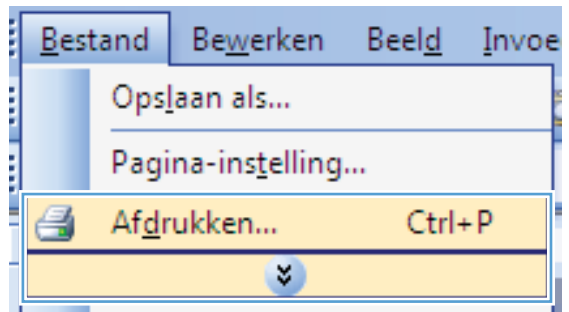 Bestand Bewerken Beeld Invoe
Opslaan als...
Pagina-instelling...
Afdrukken... Ctrl+P